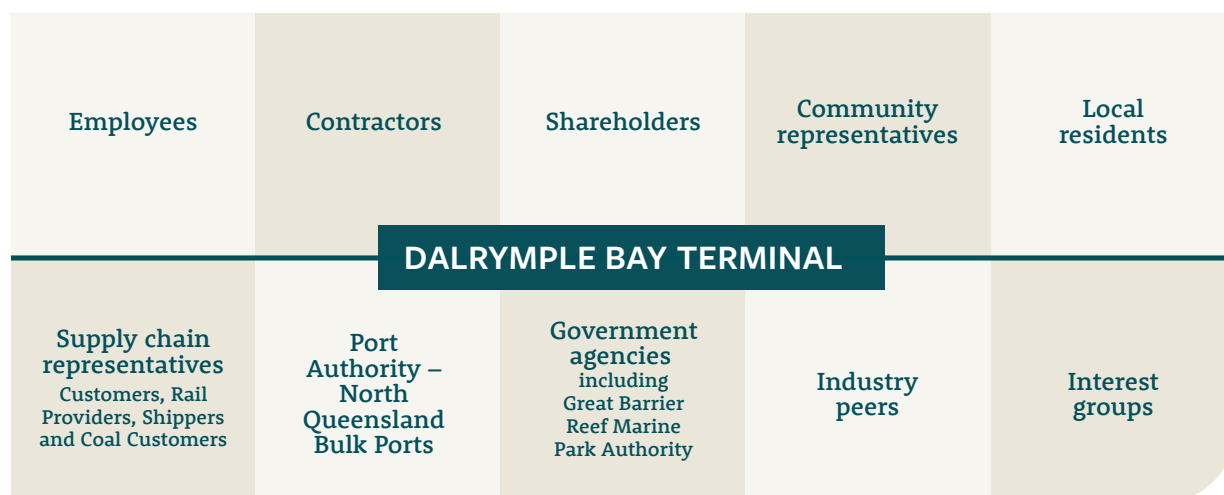 Employees
Contractors
Shareholders
Community
representatives
Local
residents
DALRYMPLE BAY TERMINAL
Supply chain
representatives
Customers, Rail
Providers, Shippers
and Coal Customers
Port
Authority –
North
Queensland
Bulk Ports
Government
agencies
including
Great Barrier
Reef Marine
Park Authority
Industry
peers
Interest
groups